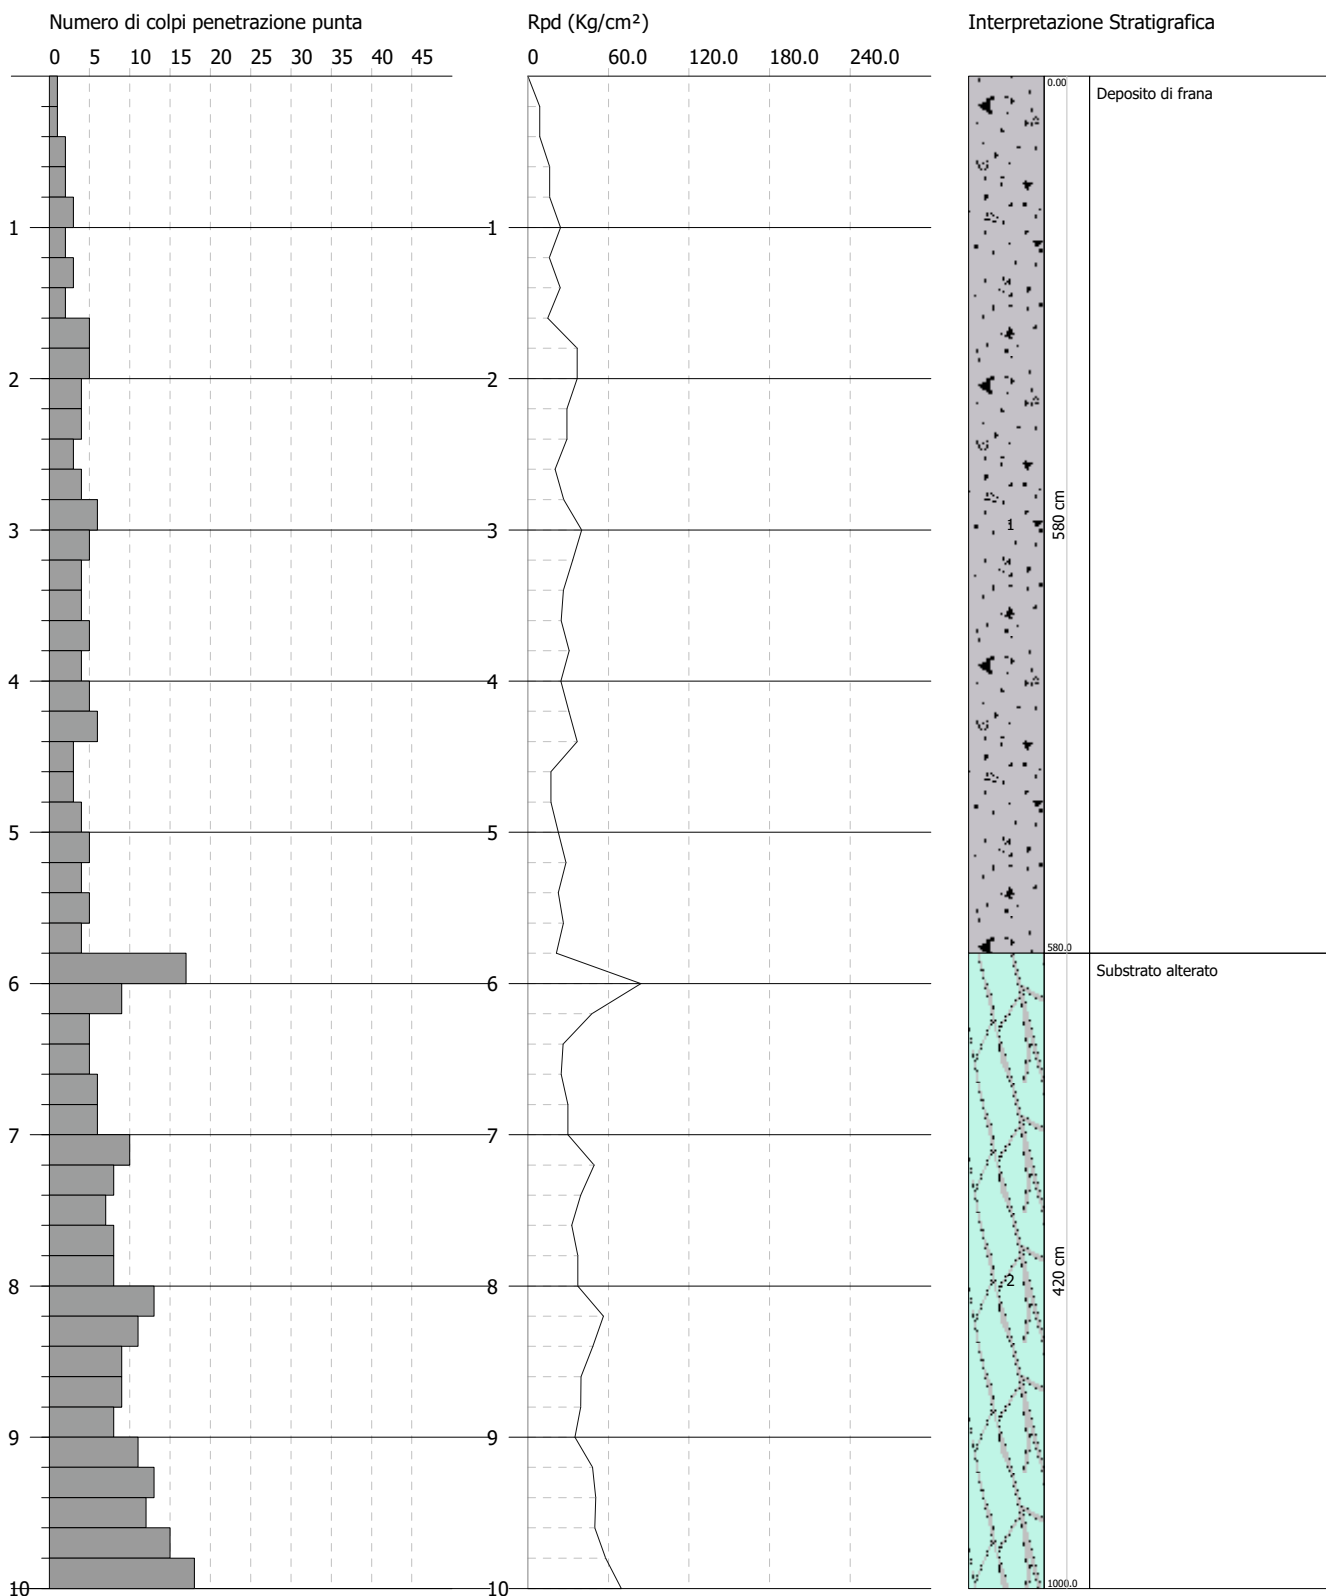 Numero di colpi penetrazione punta
0 5 10 15 20 25 30 35 40 45
1
2
3
4
5
6
7
8
9
10
Rpd (Kg/cm²)
0 60.0 120.0 180.0 240.0
1
2
3
4
5
6
7
8
9
10
Interpretazione Stratigrafica
0.00
Deposito di frana
1
580 cm
580.0
Substrato alterato
2
420 cm
1000.0